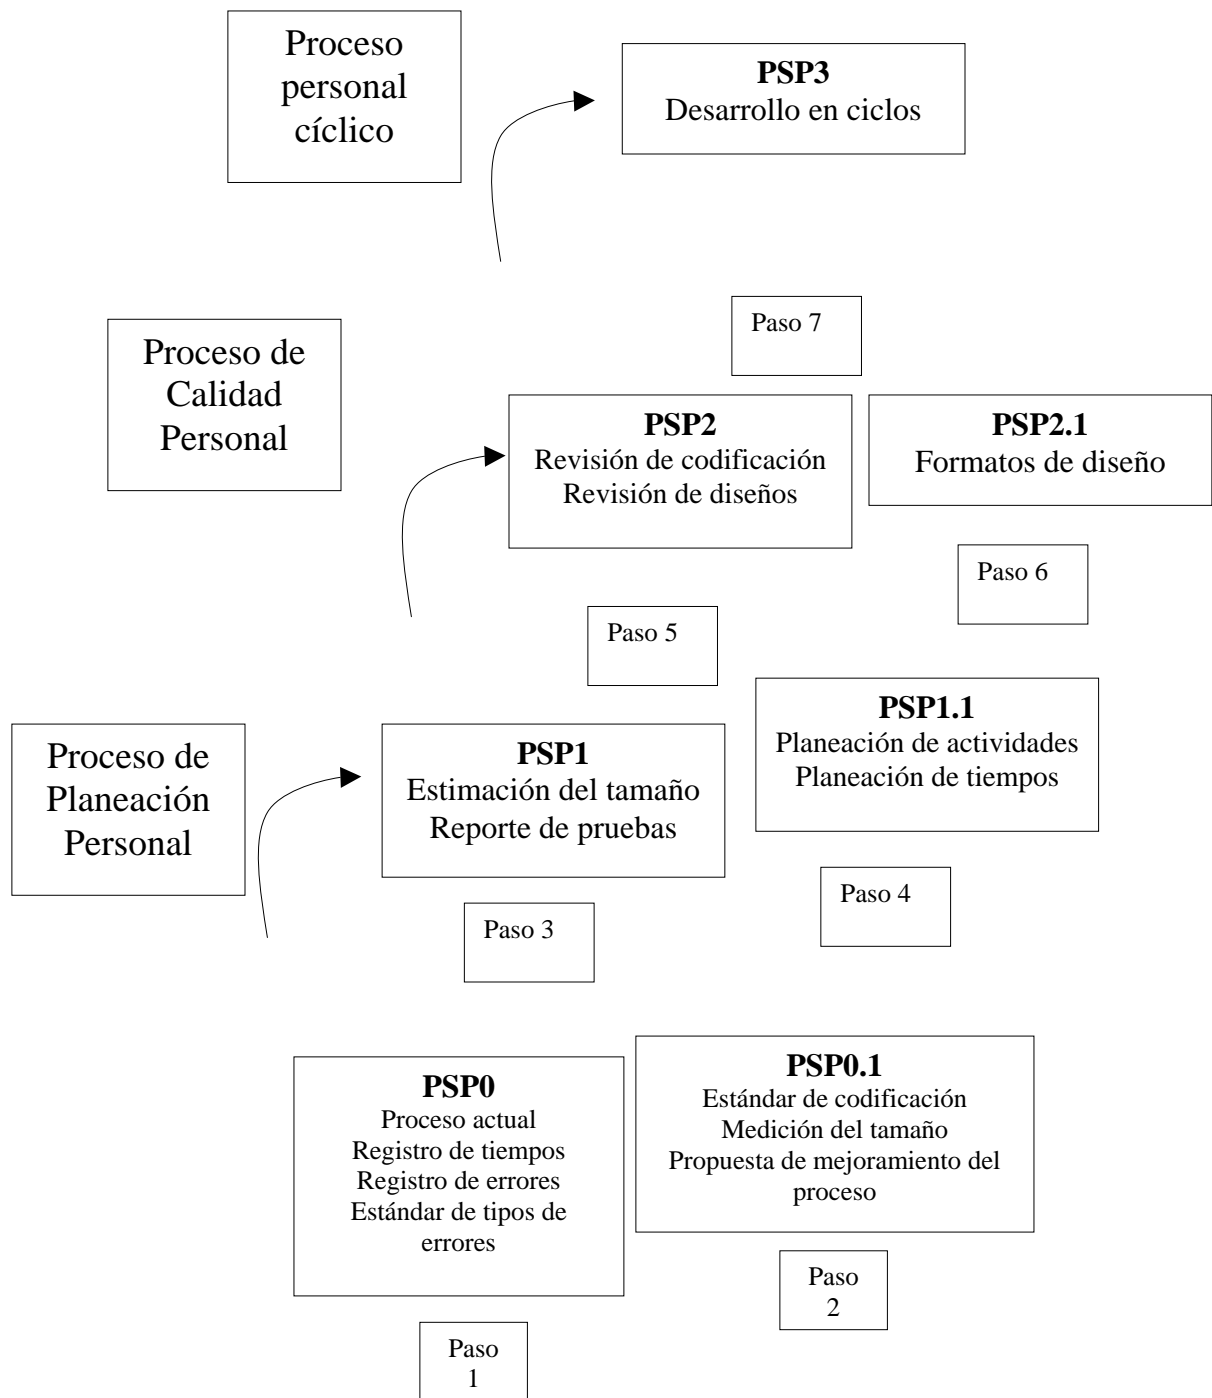 Proceso
personal
cíclico
PSP3
Desarrollo en ciclos
Paso 7
Proceso de
Calidad
Personal
PSP2
Revisión de codificación
Revisión de diseños
PSP2.1
Formatos de diseño
Paso 6
Paso 5
Proceso de
Planeación
Personal
PSP1
Estimación del tamaño
Reporte de pruebas
PSP1.1
Planeación de actividades
Planeación de tiempos
Paso 4
Paso 3
PSP0
Proceso actual
Registro de tiempos
Registro de errores
Estándar de tipos de
errores
PSP0.1
Estándar de codificación
Medición del tamaño
Propuesta de mejoramiento del
proceso
Paso
2
Paso
1